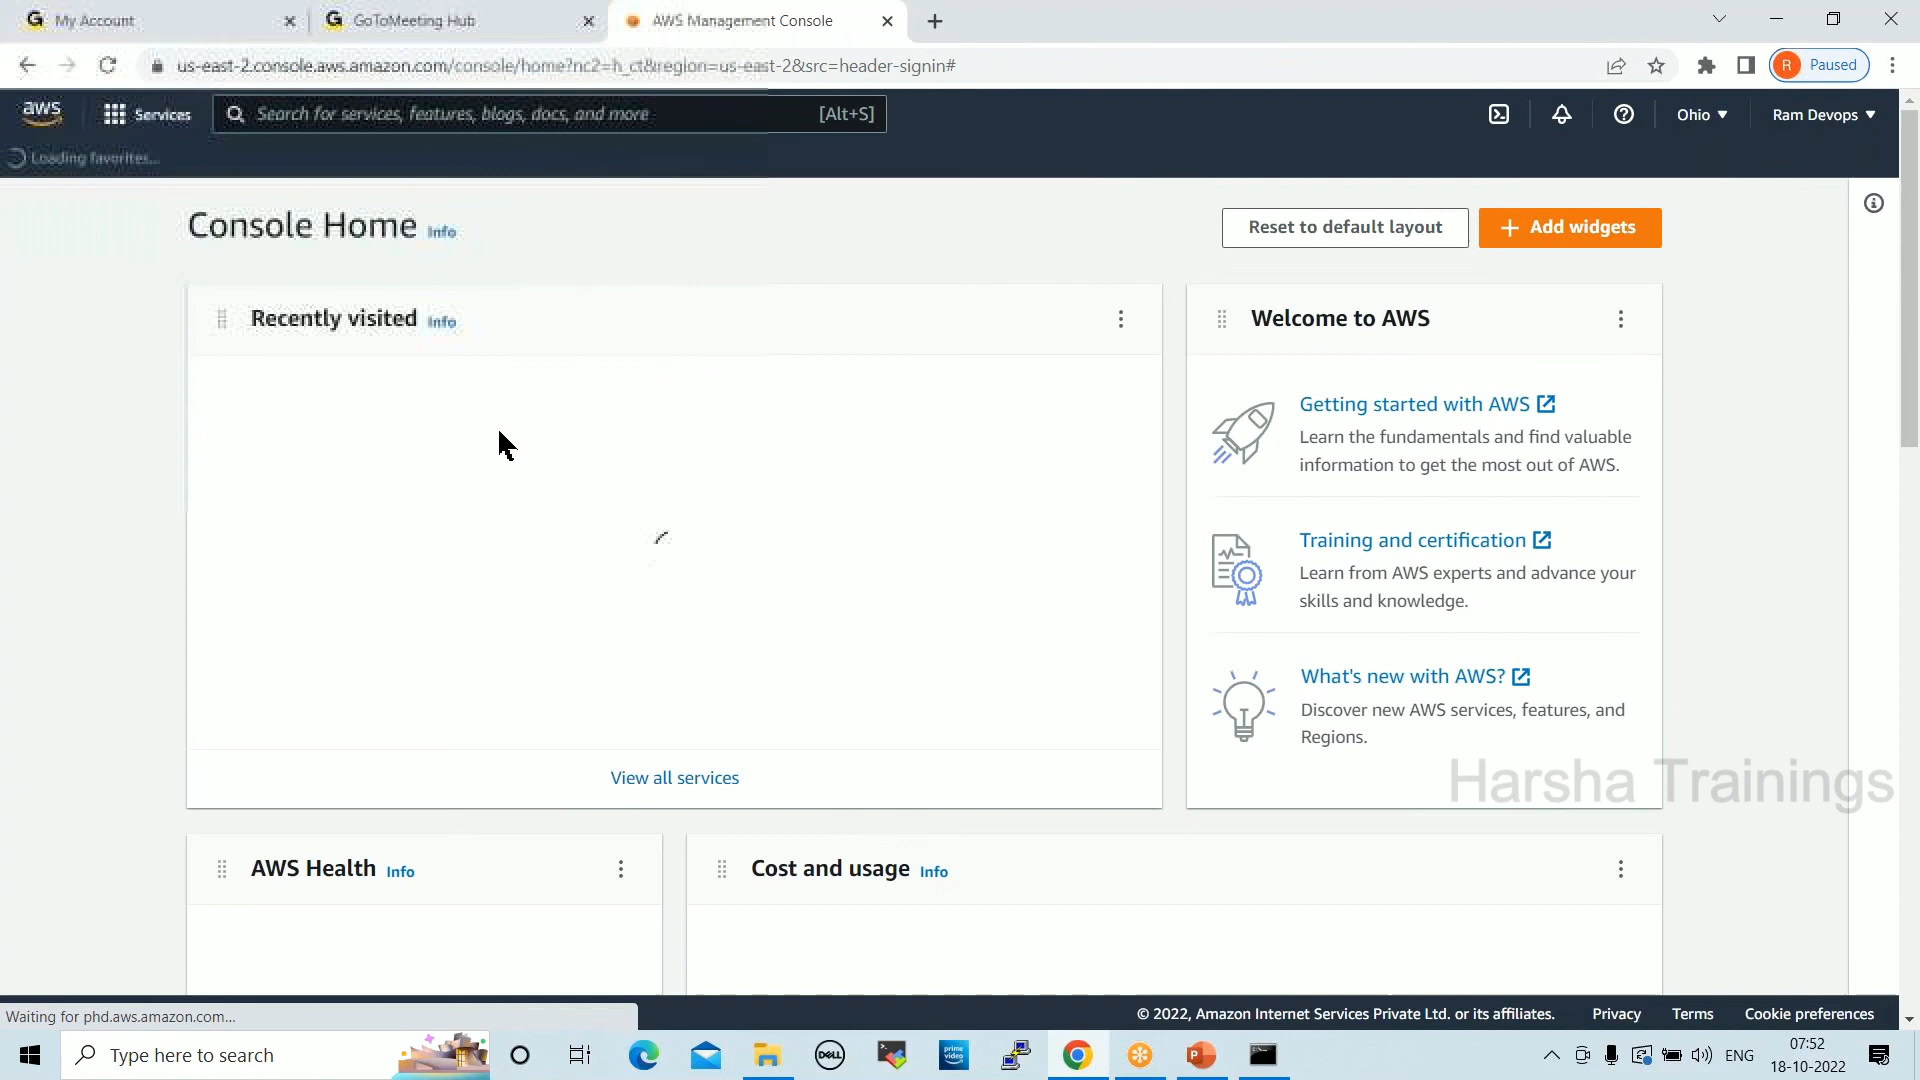 My Account
GoToMeeting Hub
AWS Management Console
us-east-2.console.aws.amazon.com/console/home?nc2=h_ct&region=us-east-2&src=header-signin#
R Paused
aws
Services
Search for services, features, blogs, docs, and more [Alt+S]
Ohio
Ram Devops
Loading favorites...
Console Home Info
Reset to default layout
Add widgets
Recently visited Info
Welcome to AWS
Getting started with AWS
Learn the fundamentals and find valuable
information to get the most out of AWS.
Training and certification
Learn from AWS experts and advance your
skills and knowledge.
What's new with AWS?
Discover new AWS services, features, and
Regions.
View all services
Harsha Trainings
AWS Health Info
Cost and usage Info
Waiting for phd.aws.amazon.com...
© 2022, Amazon Internet Services Private Ltd. or its affiliates.
Privacy
Terms
Cookie preferences
Type here to search
DELL
prime video
ENG
07:52
18-10-2022